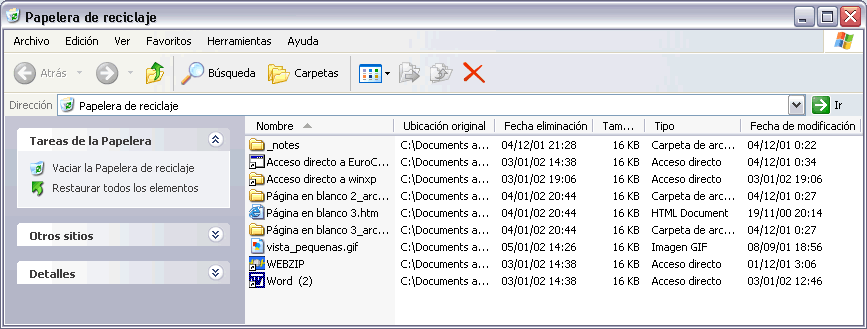 Papelera de reciclaje
Archivo Edición Ver Favoritos Herramientas Ayuda
Atrás Búsqueda Carpetas
Dirección Papelera de reciclaje Ir
Tareas de la Papelera
Vaciar la Papelera de reciclaje
Restaurar todos los elementos
Otros sitios
Detalles
Nombre Ubicación original Fecha eliminación Tam... Tipo Fecha de modificación
_notes C:\Documents a... 04/12/01 21:28 16 KB Carpeta de arc... 04/12/01 0:22
Acceso directo a EuroC... C:\Documents a... 03/01/02 14:38 16 KB Acceso directo 04/12/01 0:34
Acceso directo a winxp C:\Documents a... 03/01/02 19:06 16 KB Acceso directo 03/01/02 19:06
Página en blanco 2_arc... C:\Documents a... 04/01/02 20:44 16 KB Carpeta de arc... 04/12/01 0:27
Página en blanco 3.htm C:\Documents a... 04/01/02 20:44 16 KB HTML Document 19/11/00 20:14
Página en blanco 3_arc... C:\Documents a... 04/01/02 20:44 16 KB Carpeta de arc... 04/12/01 0:27
vista_pequenas.gif C:\Documents a... 05/01/02 14:26 16 KB Imagen GIF 08/09/01 18:56
WEBZIP C:\Documents a... 03/01/02 14:38 16 KB Acceso directo 01/12/01 3:06
Word (2) C:\Documents a... 03/01/02 14:38 16 KB Acceso directo 03/01/02 12:46